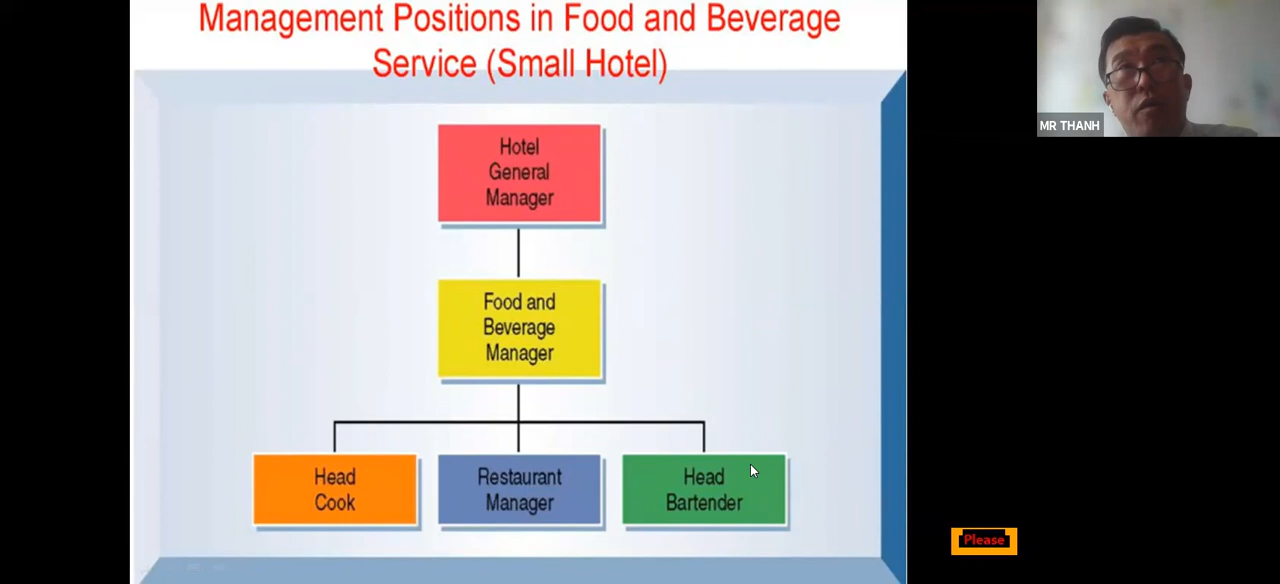 Management Positions in Food and Beverage
Service (Small Hotel)
MR THANH
Hotel
General
Manager
Food and
Beverage
Manager
Head
Cook
Restaurant
Manager
Head
Bartender
Please